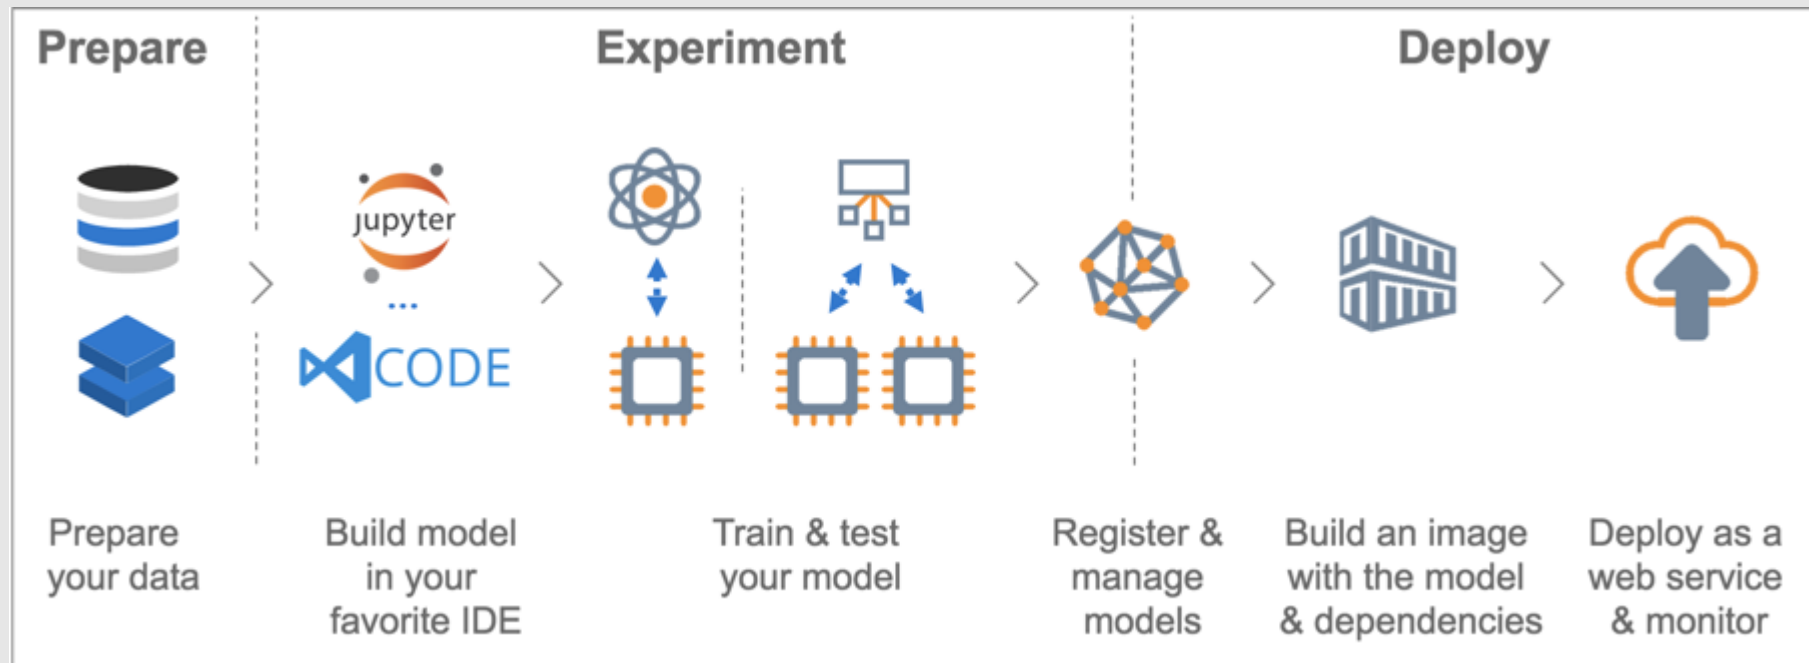 Prepare
Experiment
Deploy
jupyter
...
CODE
Prepare
your data
Build model
in your
favorite IDE
Train & test
your model
Register &
manage
models
Build an image
with the model
& dependencies
Deploy as a
web service
& monitor